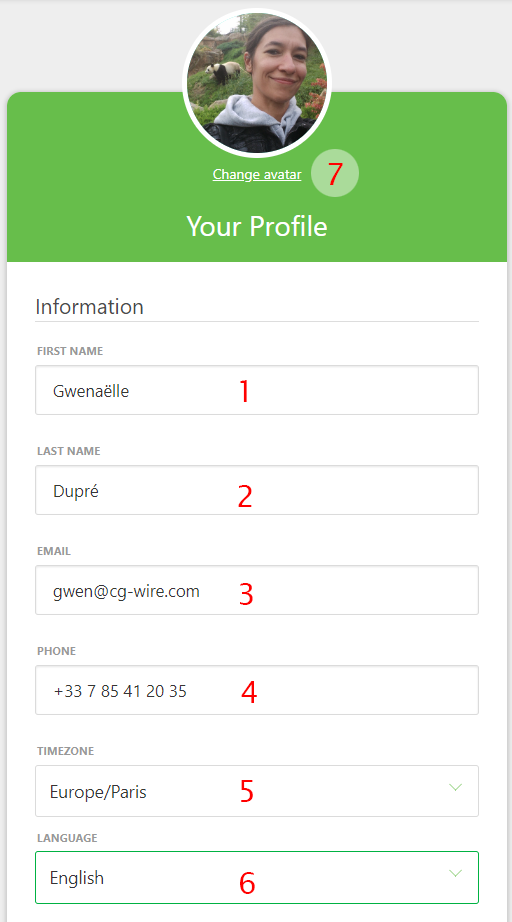 Change avatar 7
Your Profile
Information
FIRST NAME
Gwenaëlle 1
LAST NAME
Dupré 2
EMAIL
gwen@cg-wire.com 3
PHONE
+33 7 85 41 20 35 4
TIMEZONE
Europe/Paris 5
LANGUAGE
English 6